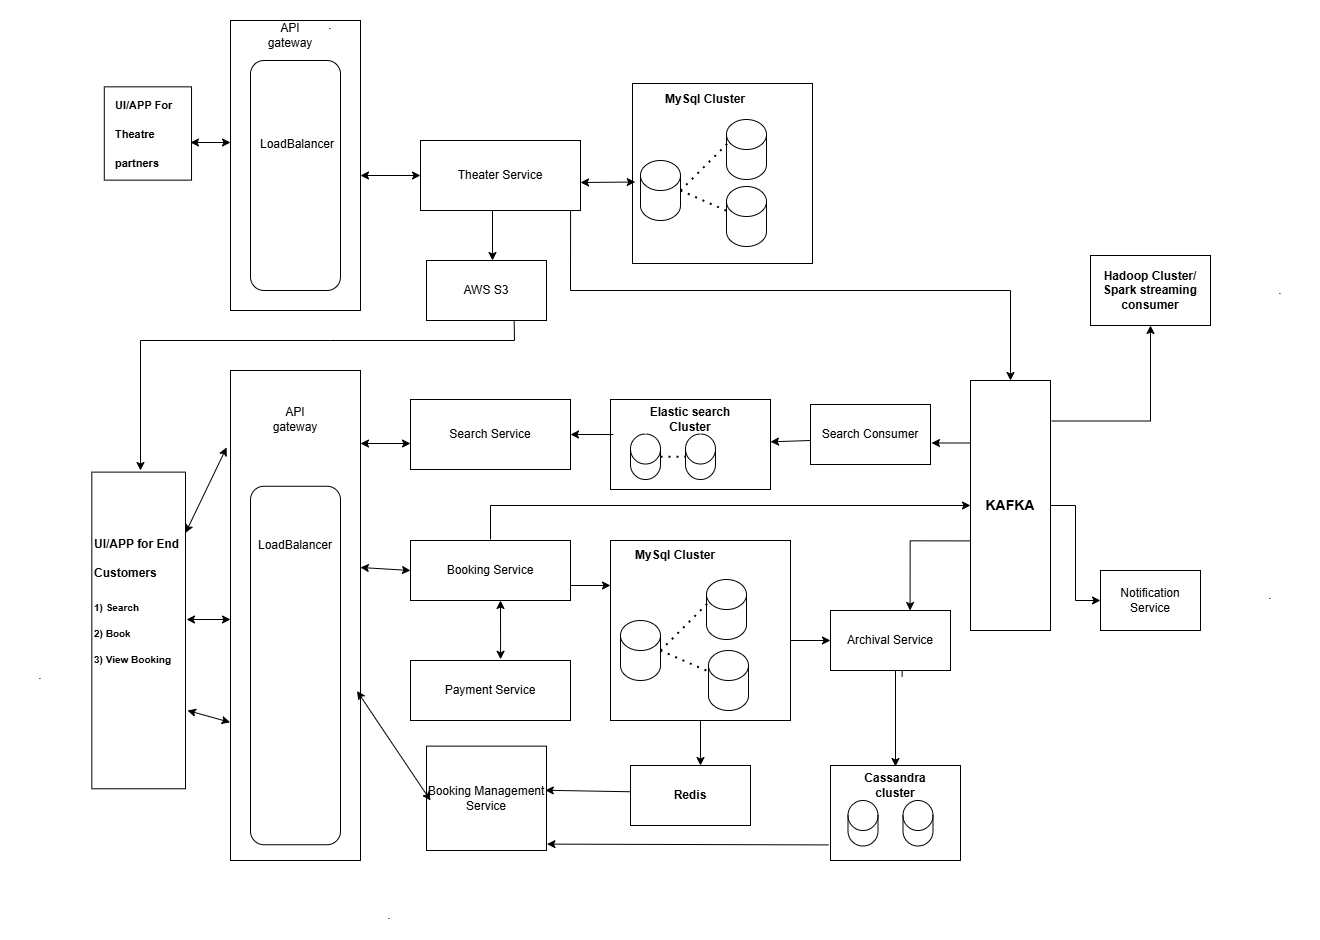 API
gateway
LoadBalancer
UI/APP For
Theatre
partners
Theater Service
MySql Cluster
AWS S3
Hadoop Cluster/
Spark streaming
consumer
API
gateway
LoadBalancer
UI/APP for End
Customers
1) Search
2) Book
3) View Booking
Search Service
Elastic search
Cluster
Search Consumer
KAFKA
Booking Service
MySql Cluster
Archival Service
Notification
Service
Payment Service
Booking Management
Service
Redis
Cassandra
cluster